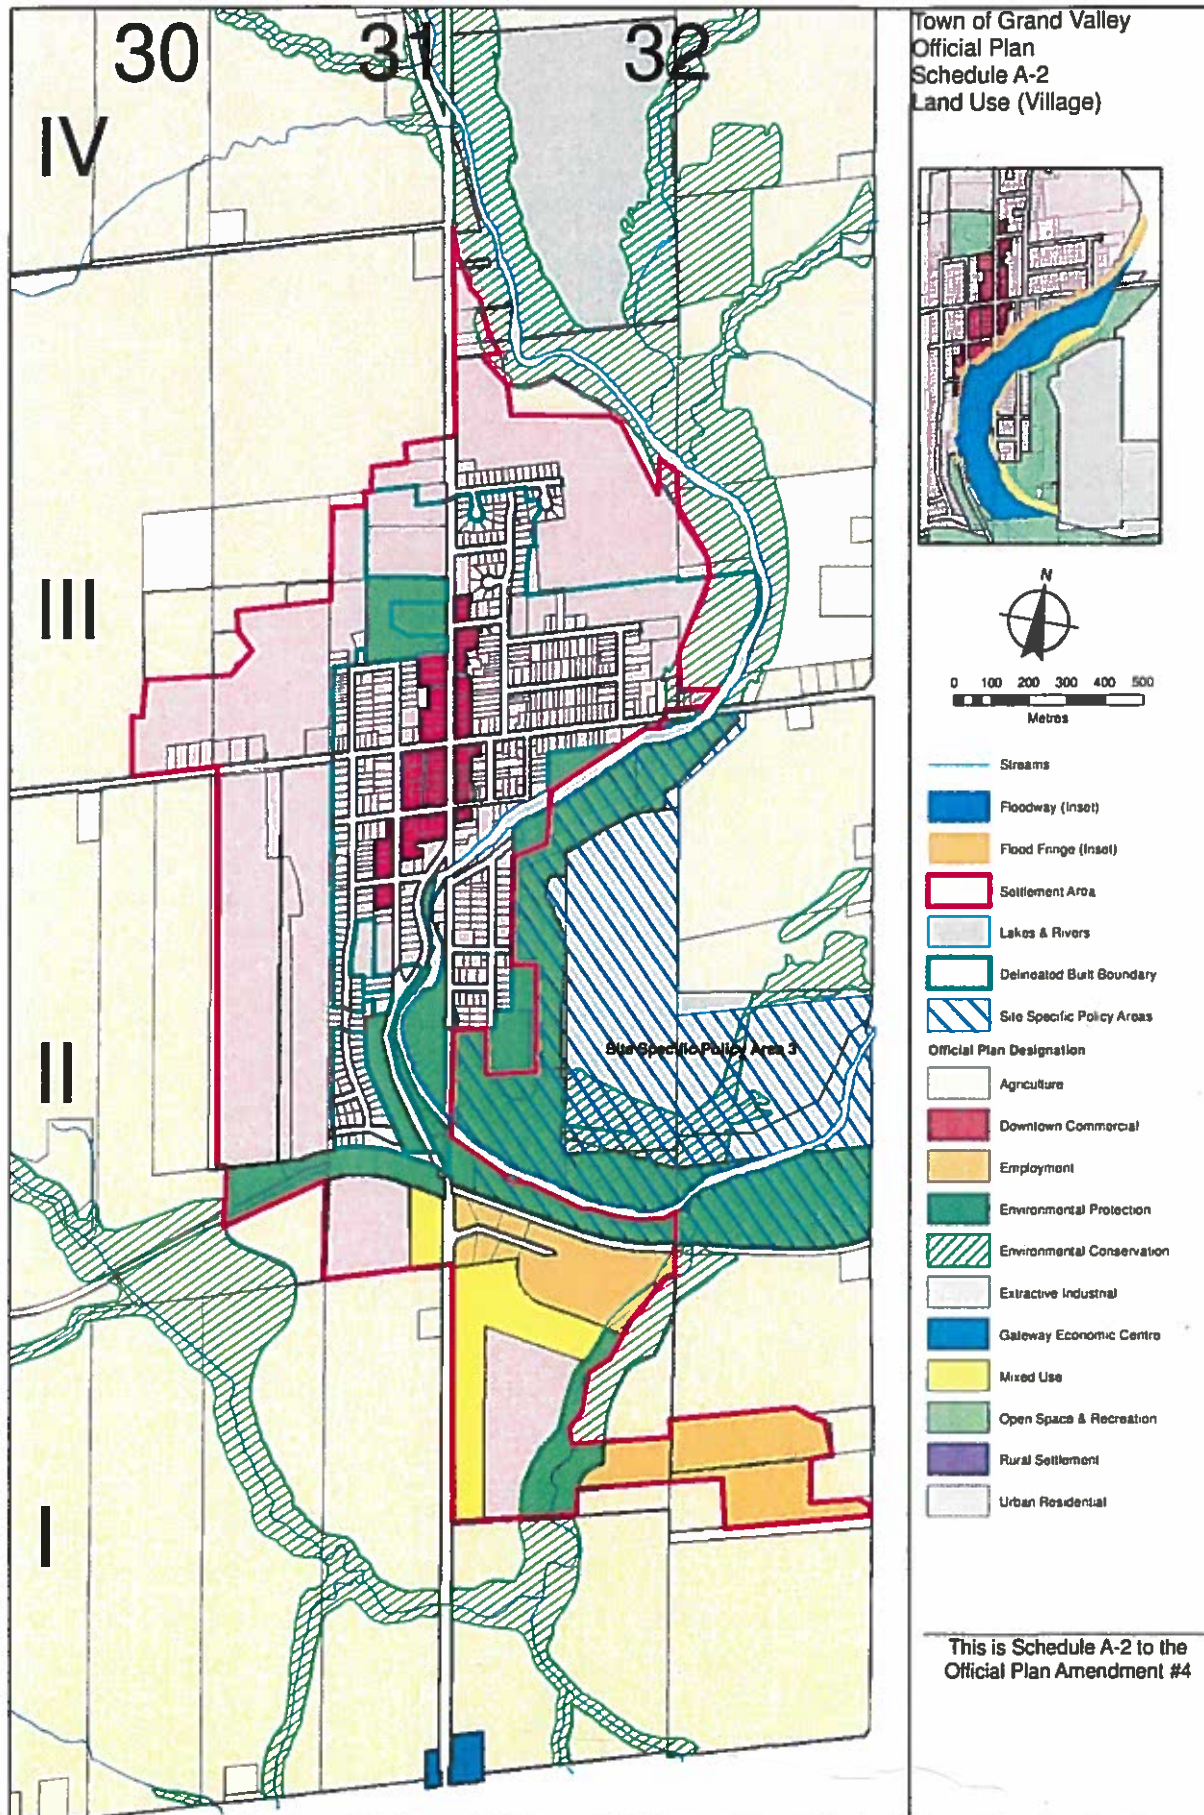 30
31
32
IV
III
II
I
Site Specific Policy Area 3
Town of Grand Valley
Official Plan
Schedule A-2
Land Use (Village)
N
0 100 200 300 400 500
Metres
Streams
Floodway (Inset)
Flood Fringe (Inset)
Settlement Area
Lakes & Rivers
Delineated Built Boundary
Site Specific Policy Areas
Official Plan Designation
Agriculture
Downtown Commercial
Employment
Environmental Protection
Environmental Conservation
Extractive Industrial
Gateway Economic Centre
Mixed Use
Open Space & Recreation
Rural Settlement
Urban Residential
This is Schedule A-2 to the
Official Plan Amendment #4